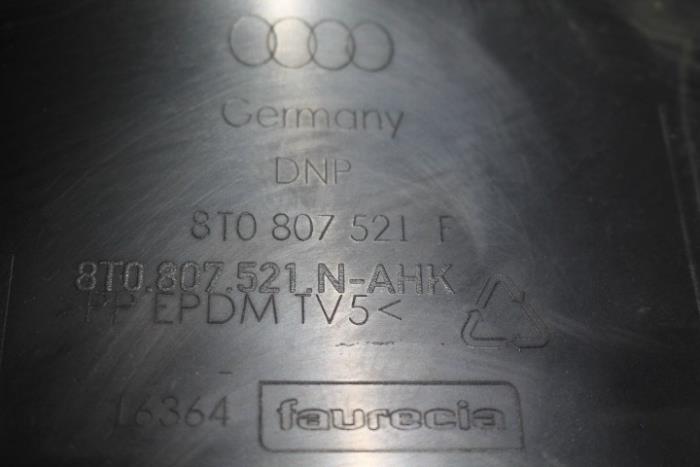 Germany
DNP
8T0 807 521 F
8T0.807.521.N-AHK
>PP EPDM TV5<
16364 faurecia